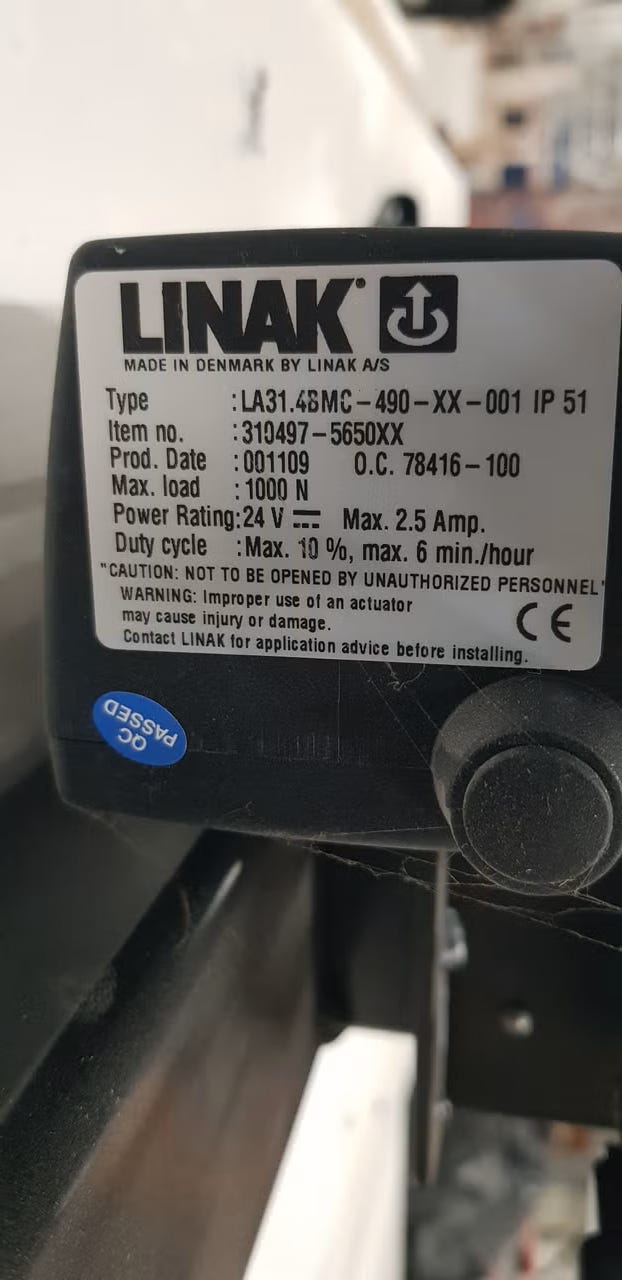 LINAK
MADE IN DENMARK BY LINAK A/S
Type :LA31.4BMC-490-XX-001 IP 51
Item no. :310497-5650XX
Prod. Date :001109 O.C. 78416-100
Max. load :1000 N
Power Rating:24 V Max. 2.5 Amp.
Duty cycle :Max. 10 %, max. 6 min./hour
"CAUTION: NOT TO BE OPENED BY UNAUTHORIZED PERSONNEL"
WARNING: Improper use of an actuator
may cause injury or damage.
Contact LINAK for application advice before installing.
CE
QC
PASSED